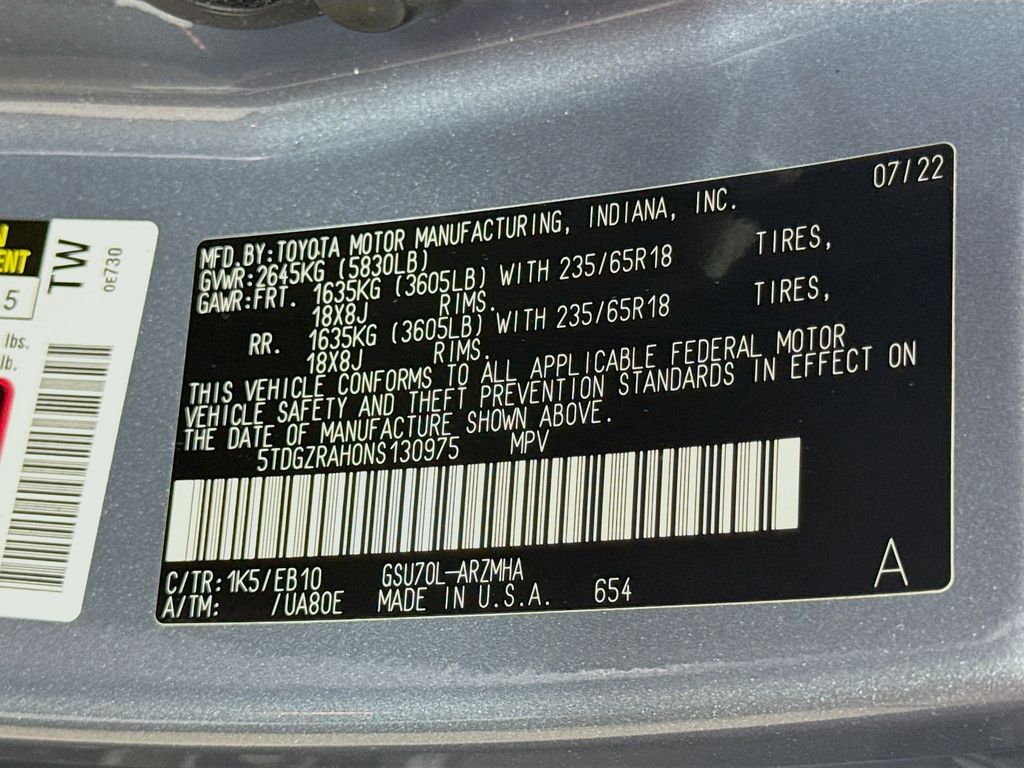 07/22
MFD.BY:TOYOTA MOTOR MANUFACTURING, INDIANA, INC.
GVWR:2645KG (5830LB)
GAWR:FRT. 1635KG (3605LB) WITH 235/65R18 TIRES,
18X8J RIMS.
RR. 1635KG (3605LB) WITH 235/65R18 TIRES,
18X8J RIMS.
THIS VEHICLE CONFORMS TO ALL APPLICABLE FEDERAL MOTOR
VEHICLE SAFETY AND THEFT PREVENTION STANDARDS IN EFFECT ON
THE DATE OF MANUFACTURE SHOWN ABOVE.
5TDGZRAH0NS130975 MPV
C/TR:1K5/EB10 GSU70L-ARZMHA
A/TM: /UA80E MADE IN U.S.A. 654
A
TW
0E730
5
lbs.
lb.